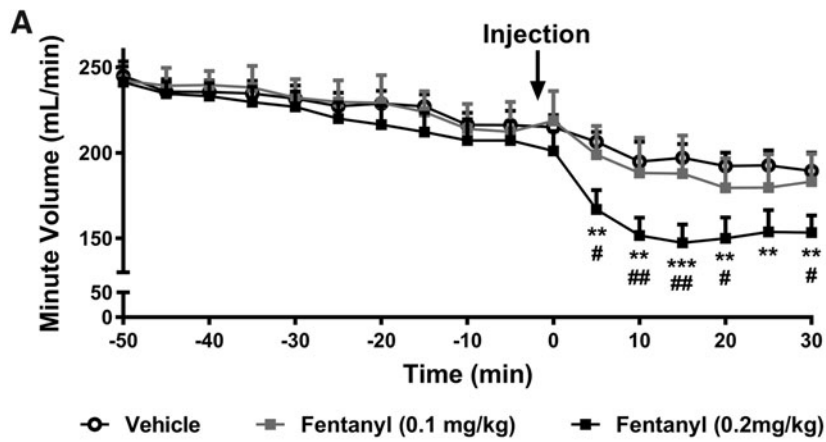 A
Injection
Minute Volume (mL/min)
250
200
150
50
0
** ** *** ** ** **
# ## ## # #
-50 -40 -30 -20 -10 0 10 20 30
Time (min)
Vehicle Fentanyl (0.1 mg/kg) Fentanyl (0.2mg/kg)